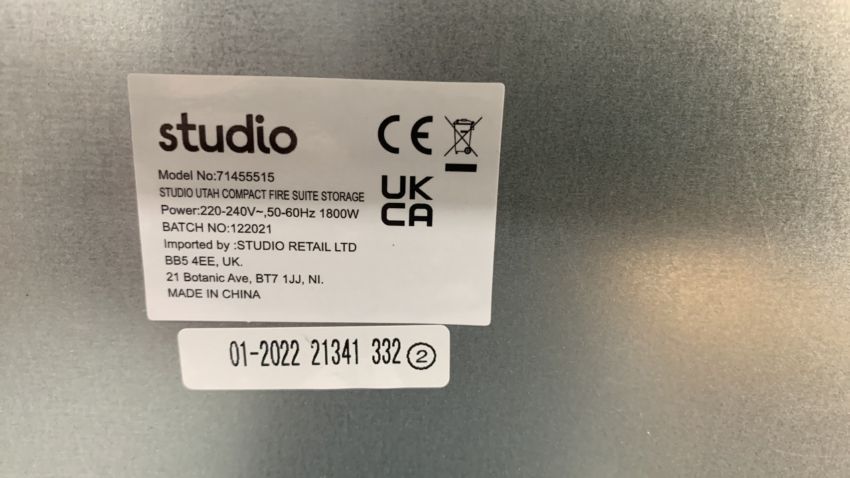 studio
CE
Model No:71455515
STUDIO UTAH COMPACT FIRE SUITE STORAGE
UK
CA
Power:220-240V~,50-60Hz 1800W
BATCH NO:122021
Imported by :STUDIO RETAIL LTD
BB5 4EE, UK.
21 Botanic Ave, BT7 1JJ, NI.
MADE IN CHINA
01-2022 21341 332 ②